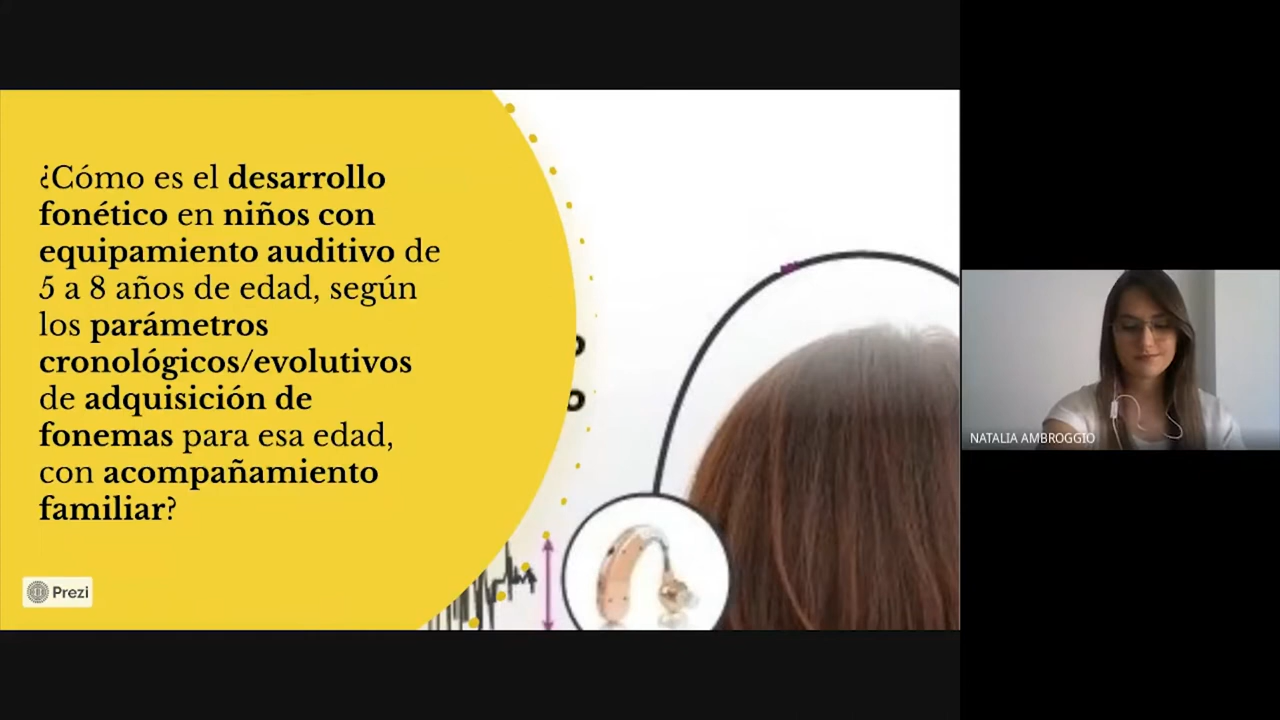 ¿Cómo es el desarrollo
fonético en niños con
equipamiento auditivo de
5 a 8 años de edad, según
los parámetros
cronológicos/evolutivos
de adquisición de
fonemas para esa edad,
con acompañamiento
familiar?
Prezi
NATALIA AMBROGGIO